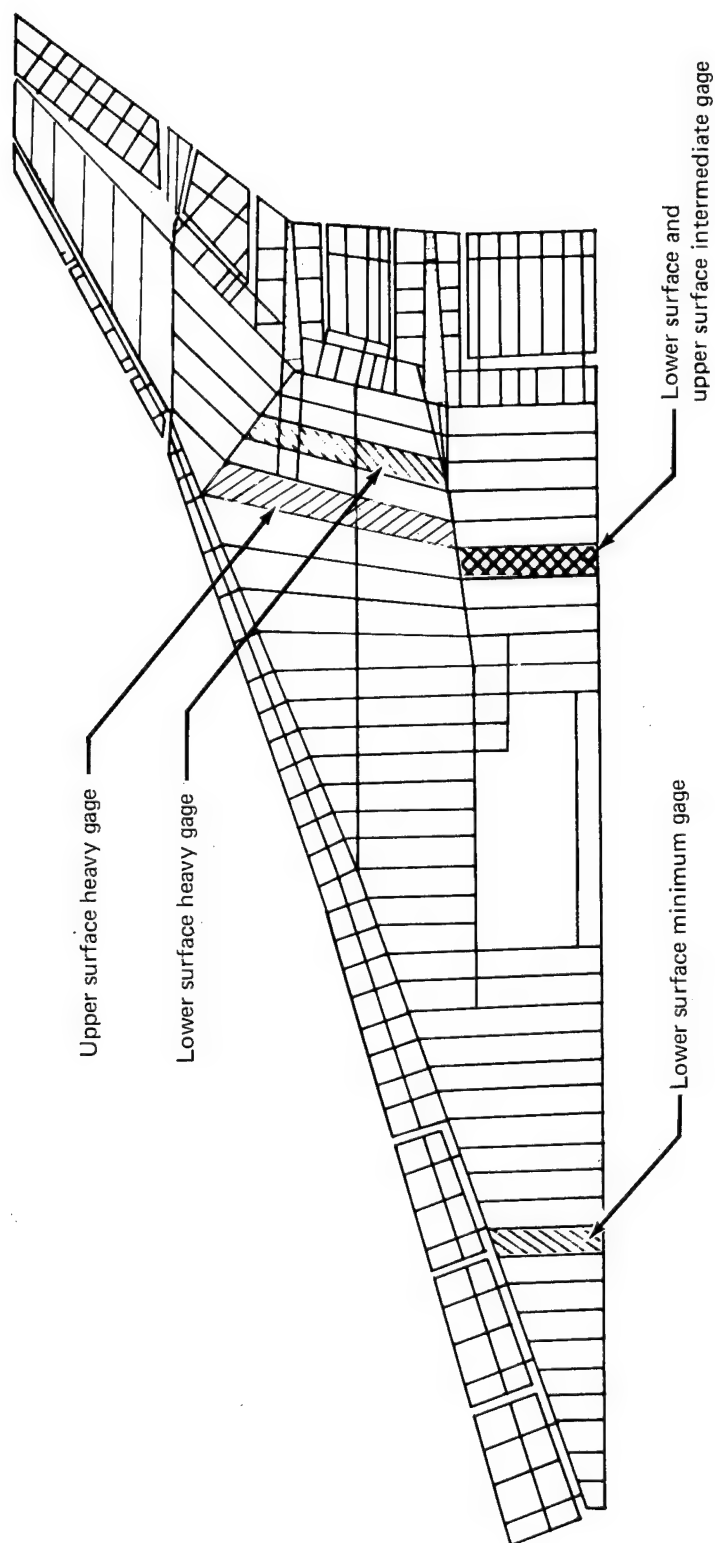 Upper surface heavy gage
Lower surface heavy gage
Lower surface minimum gage
Lower surface and
upper surface intermediate gage